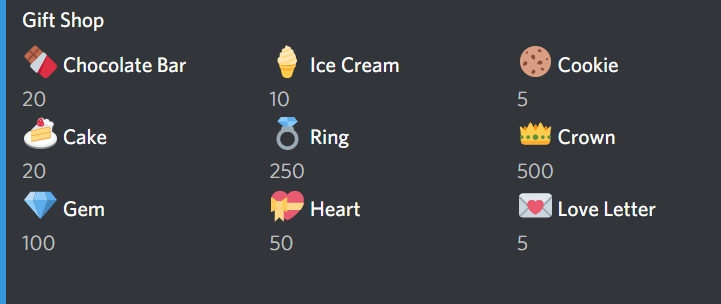 Gift Shop
Chocolate Bar Ice Cream Cookie
20 10 5
Cake Ring Crown
20 250 500
Gem Heart Love Letter
100 50 5